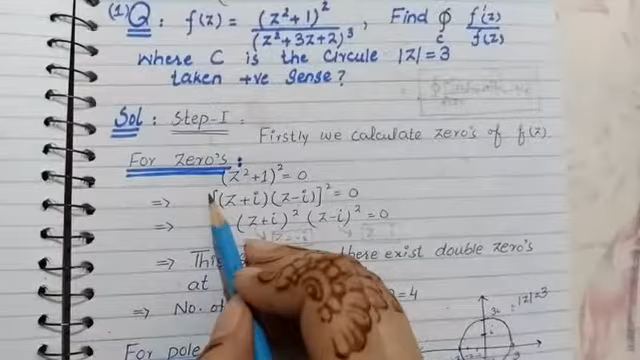 (1) Q : f(z) = (z²+1)² / (z²+3z+2)³ , Find ∮c f'(z)/f(z)
where C is the Circule |z|=3
taken +ve Sense?
Sol : Step-I :
Firstly we calculate zero's of f(z).
For zero's :
(z²+1)² = 0
⇒ [(z+i)(z-i)]² = 0
⇒ (z+i)² (z-i)² = 0
⇒ This there exist double zero's
at
⇒ No. of =4
|z|=3
For pole